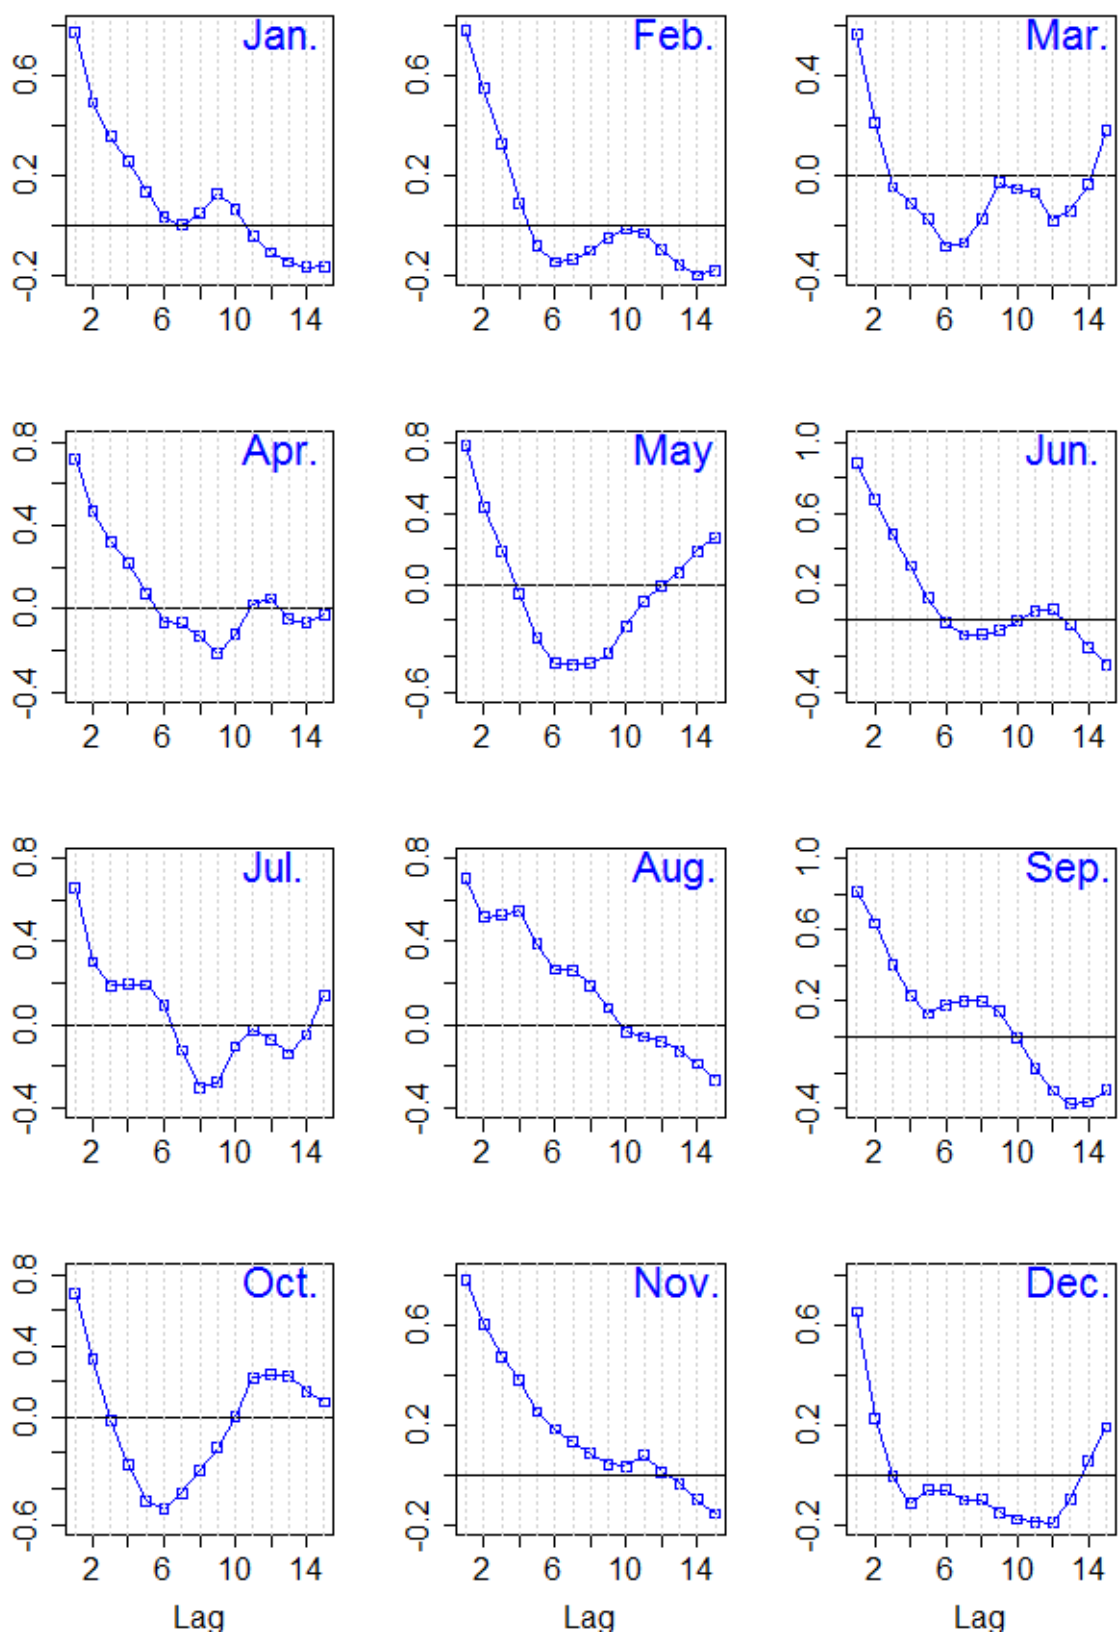 Jan. Feb. Mar.
0.6 0.2 -0.2
0.6 0.2 -0.2
0.4 0.0 -0.4
2 6 10 14 2 6 10 14 2 6 10 14
Apr. May Jun.
0.8 0.4 0.0 -0.4
0.8 0.4 0.0 -0.6
1.0 0.6 0.2 -0.4
2 6 10 14 2 6 10 14 2 6 10 14
Jul. Aug. Sep.
0.8 0.4 0.0 -0.4
0.8 0.4 0.0 -0.4
1.0 0.6 0.2 -0.4
2 6 10 14 2 6 10 14 2 6 10 14
Oct. Nov. Dec.
0.8 0.4 0.0 -0.6
0.6 0.2 -0.2
0.6 0.2 -0.2
2 6 10 14 2 6 10 14 2 6 10 14
Lag Lag Lag